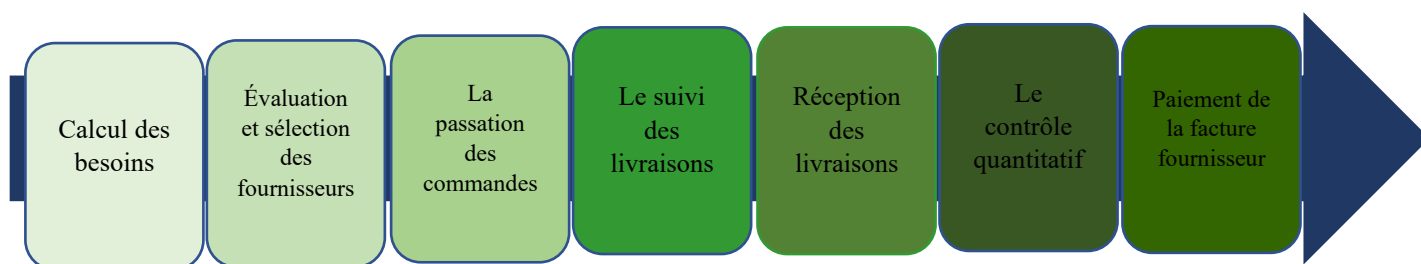 Calcul des
besoins
Évaluation
et sélection
des
fournisseurs
La
passation
des
commandes
Le suivi
des
livraisons
Réception
des
livraisons
Le
contrôle
quantitatif
Paiement de
la facture
fournisseur